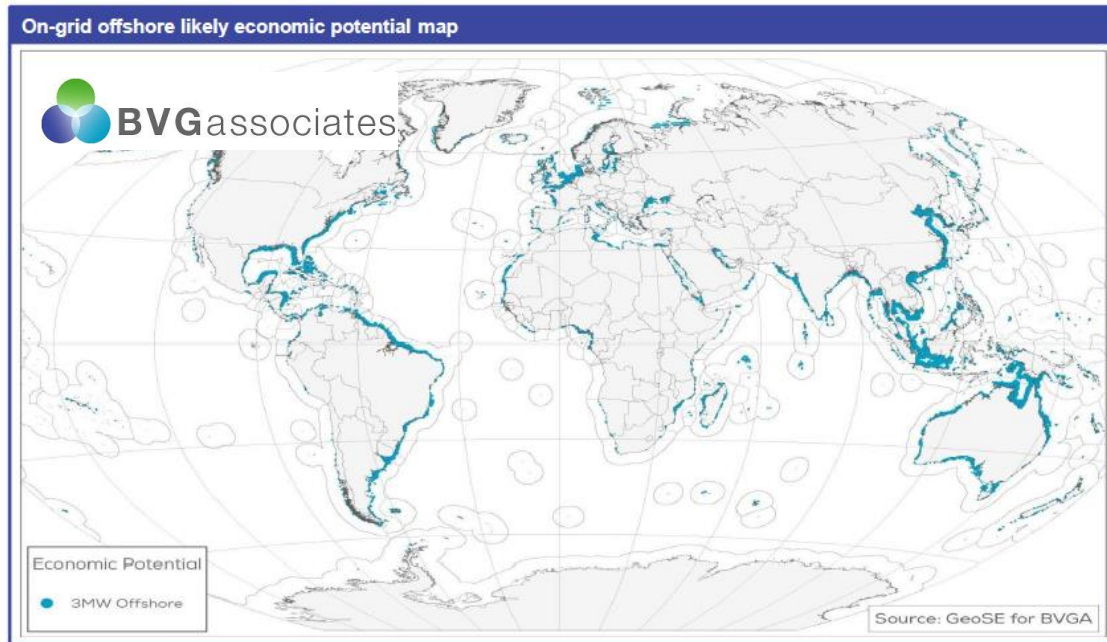 On-grid offshore likely economic potential map
BVGassociates
Economic Potential
3MW Offshore
Source: GeoSE for BVGA